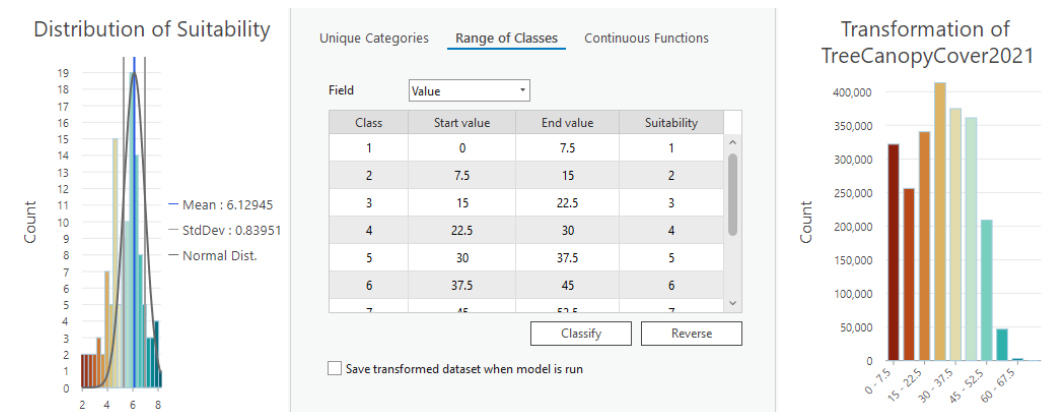 Distribution of Suitability
19
18
17
16
15
14
13
12
11
10
9
8
7
6
5
4
3
2
1
0
Count
2 4 6 8
Mean : 6.12945
StdDev : 0.83951
Normal Dist.
Unique Categories Range of Classes Continuous Functions
Field Value
Class Start value End value Suitability
1 0 7.5 1
2 7.5 15 2
3 15 22.5 3
4 22.5 30 4
5 30 37.5 5
6 37.5 45 6
7 45 52.5 7
Classify Reverse
Save transformed dataset when model is run
Transformation of
TreeCanopyCover2021
400,000
350,000
300,000
250,000
200,000
150,000
100,000
50,000
0
Count
0 - 7.5
15 - 22.5
30 - 37.5
45 - 52.5
60 - 67.5